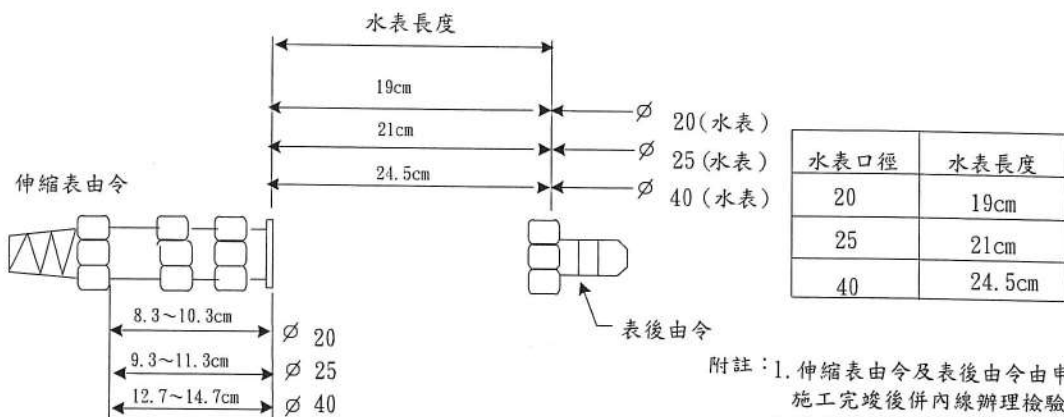 水表長度
19cm
21cm
24.5cm
∅ 20(水表)
∅ 25(水表)
∅ 40(水表)
水表口徑 水表長度
20 19cm
25 21cm
40 24.5cm
伸縮表由令
表後由令
8.3~10.3cm ∅ 20
9.3~11.3cm ∅ 25
12.7~14.7cm ∅ 40
附註:1.伸縮表由令及表後由令由申
施工完竣後併內線辦理檢驗